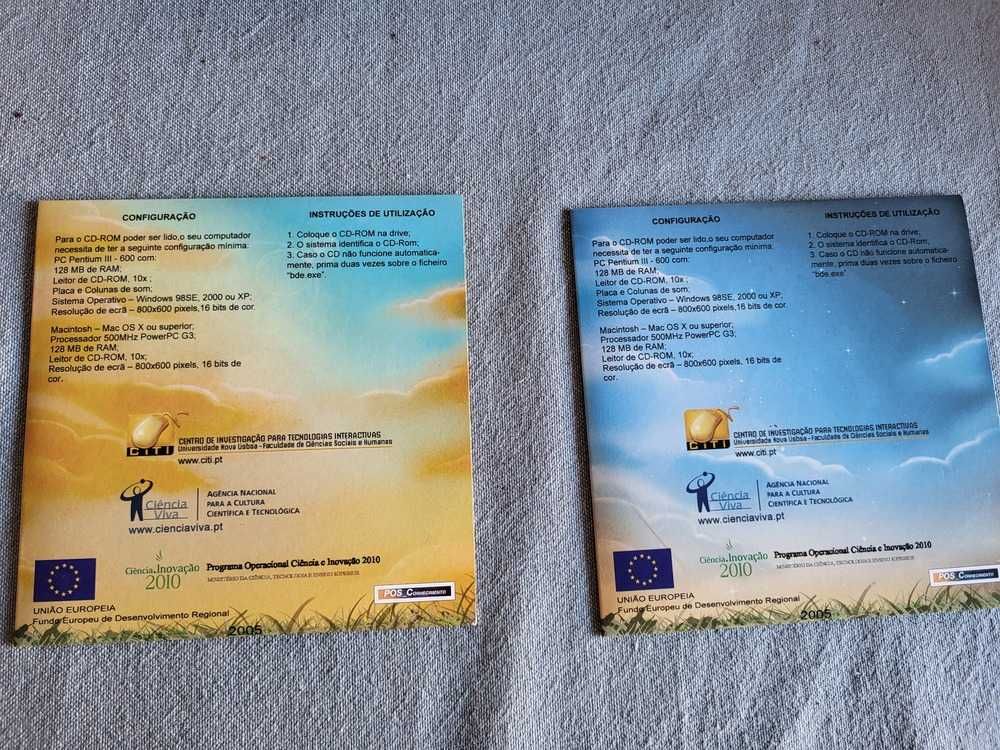 CONFIGURAÇÃO
Para o CD-ROM poder ser lido,o seu computador
necessita de ter a seguinte configuração mínima:
PC Pentium III - 600 com:
128 MB de RAM;
Leitor de CD-ROM, 10x ;
Placa e Colunas de som;
Sistema Operativo – Windows 98SE, 2000 ou XP;
Resolução de ecrã – 800x600 pixels,16 bits de cor.
Macintosh – Mac OS X ou superior;
Processador 500MHz PowerPC G3;
128 MB de RAM;
Leitor de CD-ROM, 10x;
Resolução de ecrã – 800x600 pixels, 16 bits de
cor.
INSTRUÇÕES DE UTILIZAÇÃO
1. Coloque o CD-ROM na drive;
2. O sistema identifica o CD-Rom;
3. Caso o CD não funcione automatica-
mente, prima duas vezes sobre o ficheiro
"bde.exe".
CITI
CENTRO DE INVESTIGAÇÃO PARA TECNOLOGIAS INTERACTIVAS
Universidade Nova Lisboa - Faculdade de Ciências Sociais e Humanas
www.citi.pt
Ciência
Viva
AGÊNCIA NACIONAL
PARA A CULTURA
CIENTÍFICA E TECNOLÓGICA
www.cienciaviva.pt
Ciência.Inovação
2010
Programa Operacional Ciência e Inovação 2010
MINISTÉRIO DA CIÊNCIA, TECNOLOGIA E ENSINO SUPERIOR
POS_CONHECIMENTO
UNIÃO EUROPEIA
Fundo Europeu de Desenvolvimento Regional
2005
CONFIGURAÇÃO
Para o CD-ROM poder ser lido,o seu computador
necessita de ter a seguinte configuração mínima:
PC Pentium III - 600 com:
128 MB de RAM;
Leitor de CD-ROM, 10x ;
Placa e Colunas de som;
Sistema Operativo – Windows 98SE, 2000 ou XP;
Resolução de ecrã – 800x600 pixels,16 bits de cor.
Macintosh – Mac OS X ou superior;
Processador 500MHz PowerPC G3;
128 MB de RAM;
Leitor de CD-ROM, 10x;
Resolução de ecrã – 800x600 pixels, 16 bits de
cor.
INSTRUÇÕES DE UTILIZAÇÃO
1. Coloque o CD-ROM na drive;
2. O sistema identifica o CD-Rom;
3. Caso o CD não funcione automatica-
mente, prima duas vezes sobre o ficheiro
"bde.exe"
CITI
CENTRO DE INVESTIGAÇÃO PARA TECNOLOGIAS INTERACTIVAS
Universidade Nova Lisboa - Faculdade de Ciências Sociais e Humanas
www.citi.pt
Ciência
Viva
AGÊNCIA NACIONAL
PARA A CULTURA
CIENTÍFICA E TECNOLÓGICA
www.cienciaviva.pt
Ciência.Inovação
2010
Programa Operacional Ciência e Inovação 2010
MINISTÉRIO DA CIÊNCIA, TECNOLOGIA E ENSINO SUPERIOR
POS_CONHECIMENTO
UNIÃO EUROPEIA
Fundo Europeu de Desenvolvimento Regional
2005